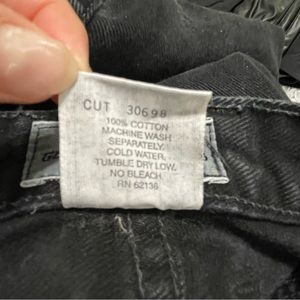 CUT 30698
100% COTTON
MACHINE WASH
SEPARATELY.
COLD WATER.
TUMBLE DRY LOW.
NO BLEACH.
RN 62136